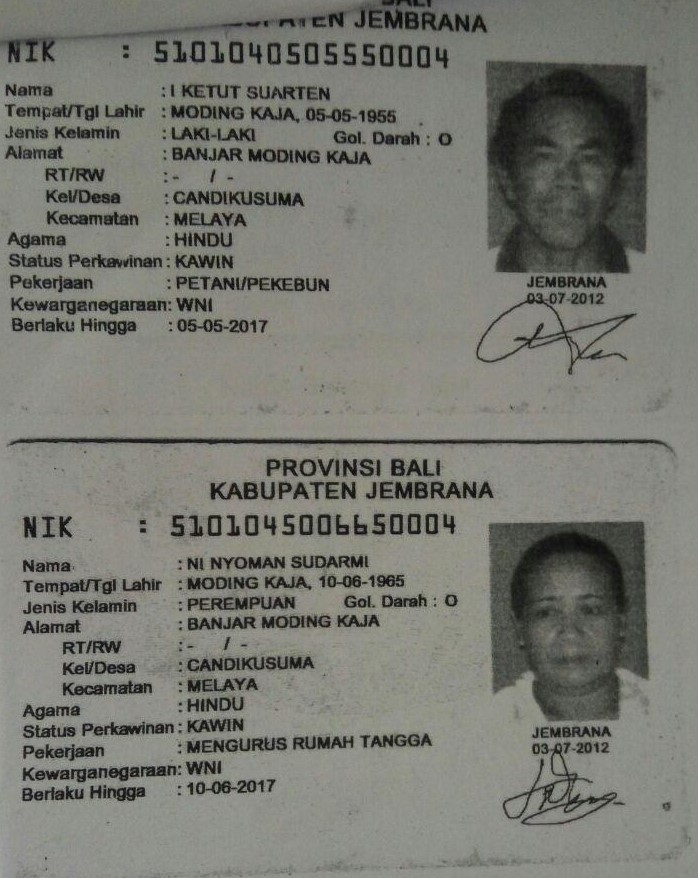 BALI
KABUPATEN JEMBRANA
NIK : 5101040505550004
Nama : I KETUT SUARTEN
Tempat/Tgl Lahir : MODING KAJA, 05-05-1955
Jenis Kelamin : LAKI-LAKI Gol. Darah : O
Alamat : BANJAR MODING KAJA
RT/RW : - / -
Kel/Desa : CANDIKUSUMA
Kecamatan : MELAYA
Agama : HINDU
Status Perkawinan : KAWIN
Pekerjaan : PETANI/PEKEBUN
Kewarganegaraan: WNI
Berlaku Hingga : 05-05-2017
JEMBRANA
03-07-2012
PROVINSI BALI
KABUPATEN JEMBRANA
NIK : 5101045006650004
Nama : NI NYOMAN SUDARMI
Tempat/Tgl Lahir : MODING KAJA, 10-06-1965
Jenis Kelamin : PEREMPUAN Gol. Darah : O
Alamat : BANJAR MODING KAJA
RT/RW : - / -
Kel/Desa : CANDIKUSUMA
Kecamatan : MELAYA
Agama : HINDU
Status Perkawinan : KAWIN
Pekerjaan : MENGURUS RUMAH TANGGA
Kewarganegaraan: WNI
Berlaku Hingga : 10-06-2017
JEMBRANA
03-07-2012